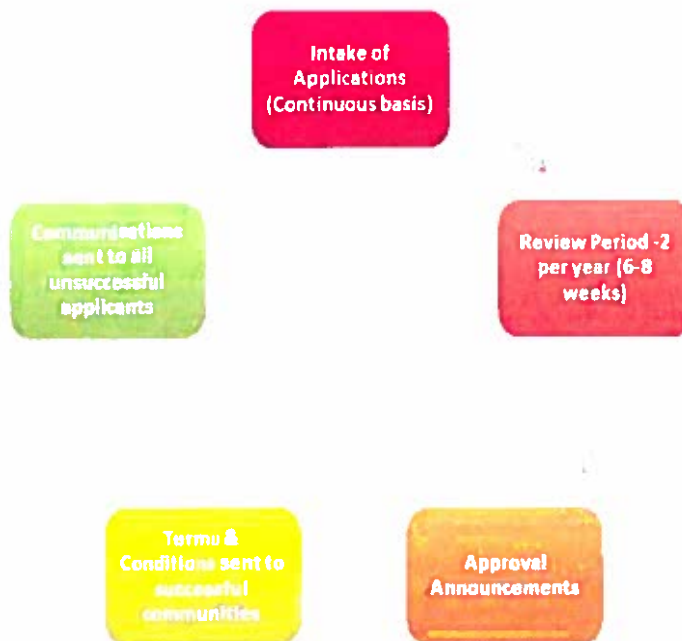 Intake of
Applications
(Continuous basis)
Review Period -2
per year (6-8
weeks)
Approval
Announcements
Terms &
Conditions sent to
successful
communities
Communications
sent to all
unsuccessful
applicants